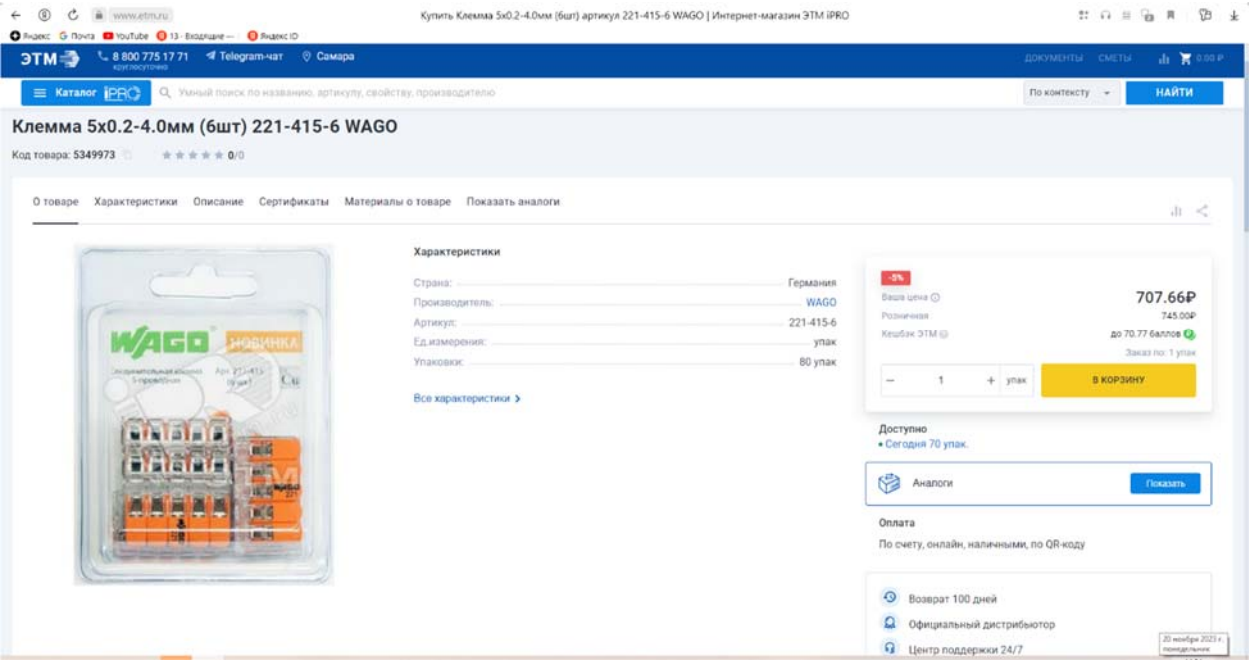 www.etm.ru
Купить Клемма 5x0.2-4.0мм (6шт) артикул 221-415-6 WAGO | Интернет-магазин ЭТМ iPRO
Яндекс Почта YouTube 13 · Входящие — Яндекс ID
ЭТМ 8 800 775 17 71 Telegram-чат Самара ДОКУМЕНТЫ СМЕТЫ 0.00 ₽
круглосуточно
Каталог iPRO Умный поиск по названию, артикулу, свойству, производителю По контексту НАЙТИ
Клемма 5x0.2-4.0мм (6шт) 221-415-6 WAGO
Код товара: 5349973 0/0
О товаре Характеристики Описание Сертификаты Материалы о товаре Показать аналоги
WAGO НОВИНКА
Cu
WAGO
221
Характеристики
Страна: Германия
Производитель: WAGO
Артикул: 221-415-6
Ед.измерения: упак
Упаковки: 80 упак
Все характеристики
-5%
Ваша цена 707.66₽
Розничная 745.00₽
Кешбэк ЭТМ до 70.77 баллов
Заказ по: 1 упак
− 1 + упак В КОРЗИНУ
Доступно
• Сегодня 70 упак.
Аналоги Показать
Оплата
По счету, онлайн, наличными, по QR-коду
Возврат 100 дней
Официальный дистрибьютор
Центр поддержки 24/7
20 ноября 2023 г.
понедельник